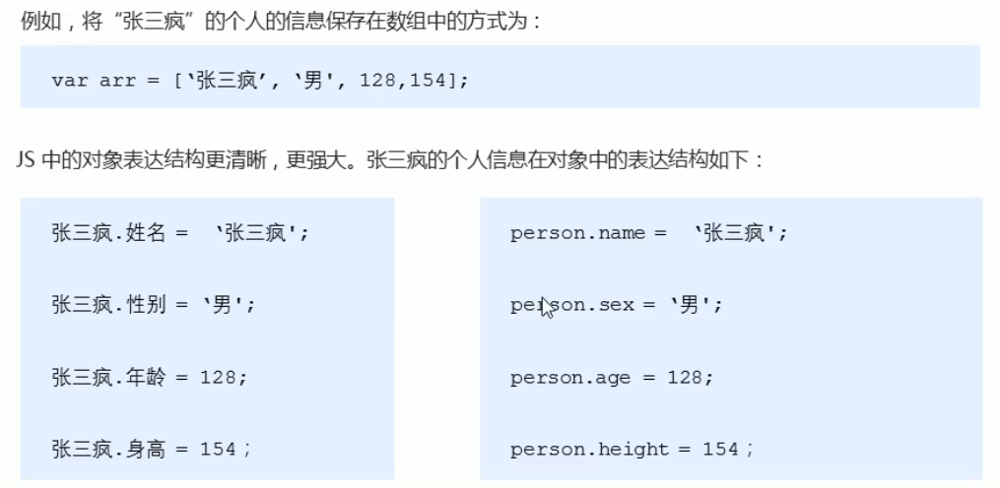 例如，将“张三疯”的个人的信息保存在数组中的方式为：
var arr = [‘张三疯’, ‘男', 128,154];
JS 中的对象表达结构更清晰，更强大。张三疯的个人信息在对象中的表达结构如下：
张三疯.姓名 = ‘张三疯';
张三疯.性别 = ‘男';
张三疯.年龄 = 128;
张三疯.身高 = 154；
person.name = ‘张三疯';
person.sex = ‘男';
person.age = 128;
person.height = 154；